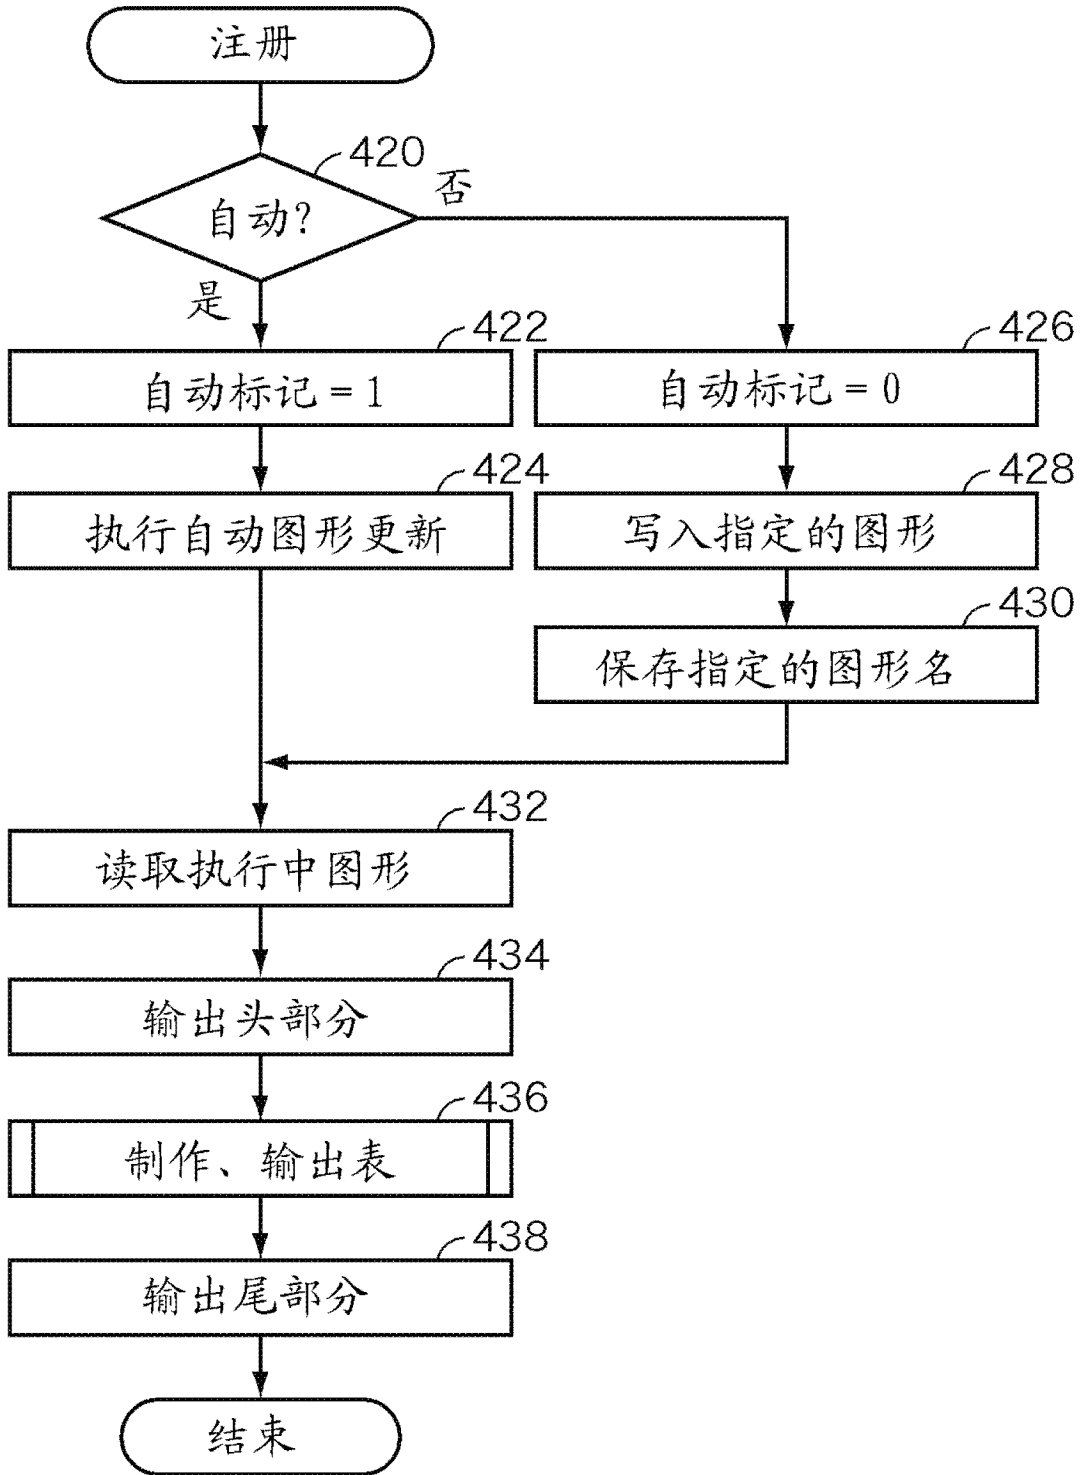 注册
420
否
自动?
是
422
自动标记 = 1
426
自动标记 = 0
424
执行自动图形更新
428
写入指定的图形
430
保存指定的图形名
432
读取执行中图形
434
输出头部分
436
制作、输出表
438
输出尾部分
结束